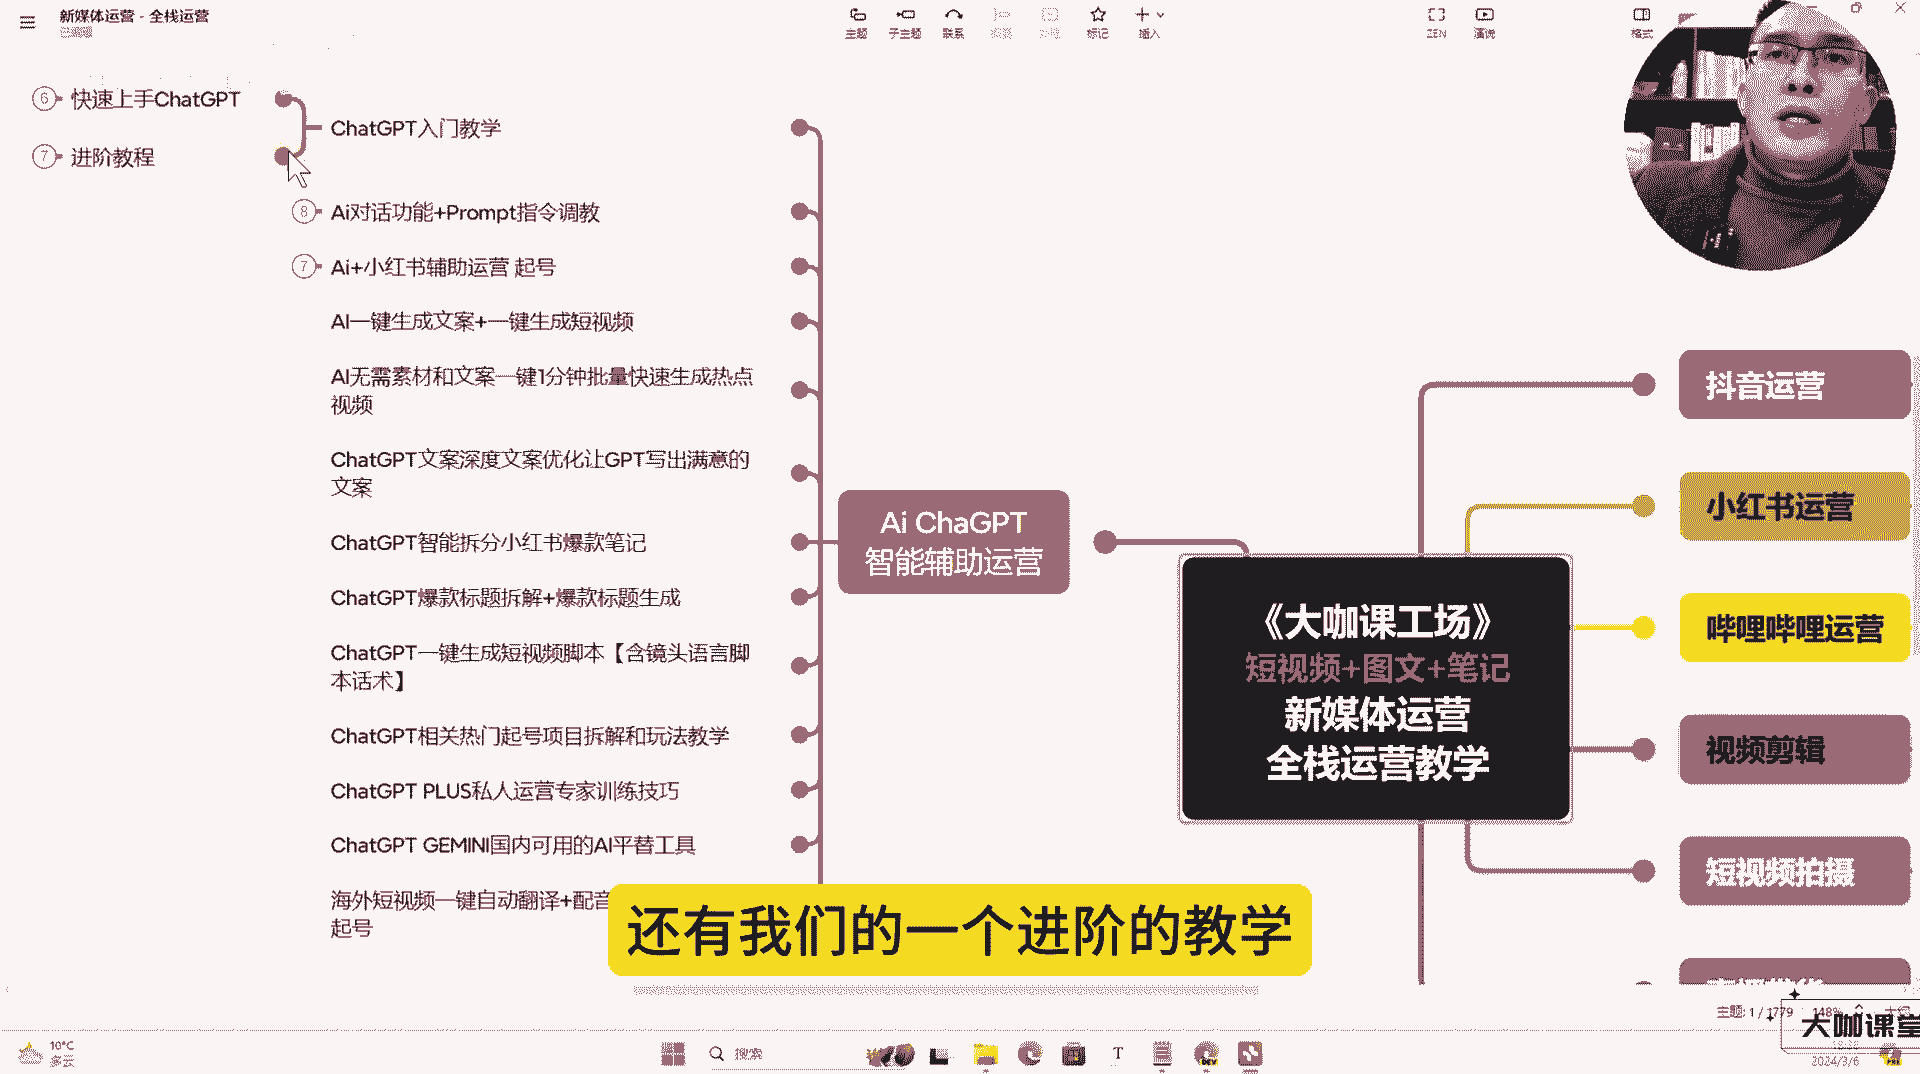 新媒体运营 - 全栈运营
已编辑
主题
子主题
联系
标记
插入
ZEN
演说
格式
6
快速上手ChatGPT
7
进阶教程
ChatGPT入门教学
8
Ai对话功能+Prompt指令调教
7
Ai+小红书辅助运营 起号
AI一键生成文案+一键生成短视频
AI无需素材和文案一键1分钟批量快速生成热点
视频
ChatGPT文案深度文案优化让GPT写出满意的
文案
ChatGPT智能拆分小红书爆款笔记
ChatGPT爆款标题拆解+爆款标题生成
ChatGPT一键生成短视频脚本【含镜头语言脚
本话术】
ChatGPT相关热门起号项目拆解和玩法教学
ChatGPT PLUS私人运营专家训练技巧
ChatGPT GEMINI国内可用的AI平替工具
海外短视频一键自动翻译+配音
起号
Ai ChaGPT
智能辅助运营
《大咖课工场》
短视频+图文+笔记
新媒体运营
全栈运营教学
抖音运营
小红书运营
哔哩哔哩运营
视频剪辑
短视频拍摄
还有我们的一个进阶的教学
主题: 1 / 1779
148%
大咖课堂
10°C
多云
搜索
T
DEV
2024/3/6
PRE